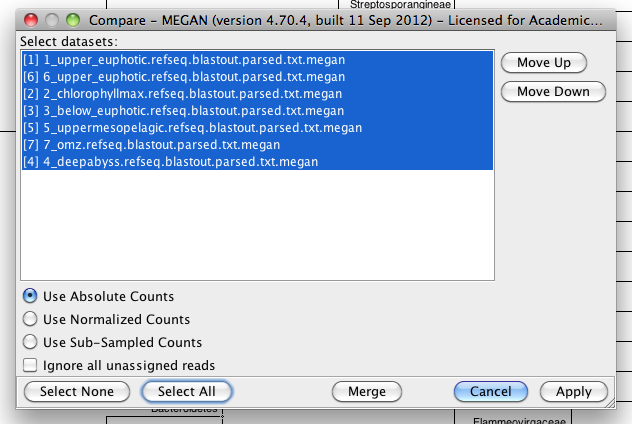 Streptosporangineae
Compare – MEGAN (version 4.70.4, built 11 Sep 2012) – Licensed for Academic...
Select datasets:
[1] 1_upper_euphotic.refseq.blastout.parsed.txt.megan
[6] 6_upper_euphotic.refseq.blastout.parsed.txt.megan
[2] 2_chlorophyllmax.refseq.blastout.parsed.txt.megan
[3] 3_below_euphotic.refseq.blastout.parsed.txt.megan
[5] 5_uppermesopelagic.refseq.blastout.parsed.txt.megan
[7] 7_omz.refseq.blastout.parsed.txt.megan
[4] 4_deepabyss.refseq.blastout.parsed.txt.megan
Move Up
Move Down
Use Absolute Counts
Use Normalized Counts
Use Sub-Sampled Counts
Ignore all unassigned reads
Select None Select All Merge Cancel Apply
Bacteroidetes
Flammeovirgaceae